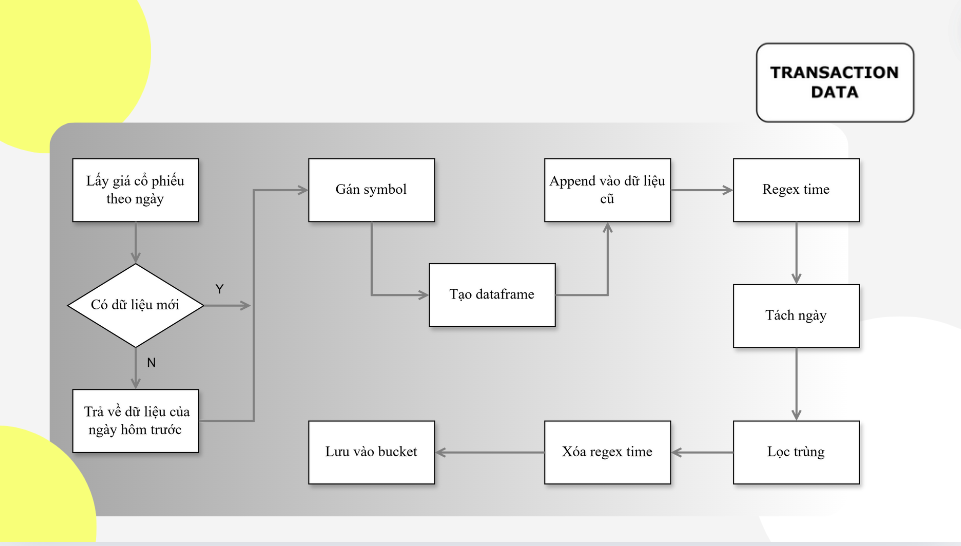 TRANSACTION
DATA
Lấy giá cổ phiếu
theo ngày
Gán symbol
Append vào dữ liệu
cũ
Regex time
Có dữ liệu mới
Y
Tạo dataframe
Tách ngày
N
Trả về dữ liệu của
ngày hôm trước
Lưu vào bucket
Xóa regex time
Lọc trùng